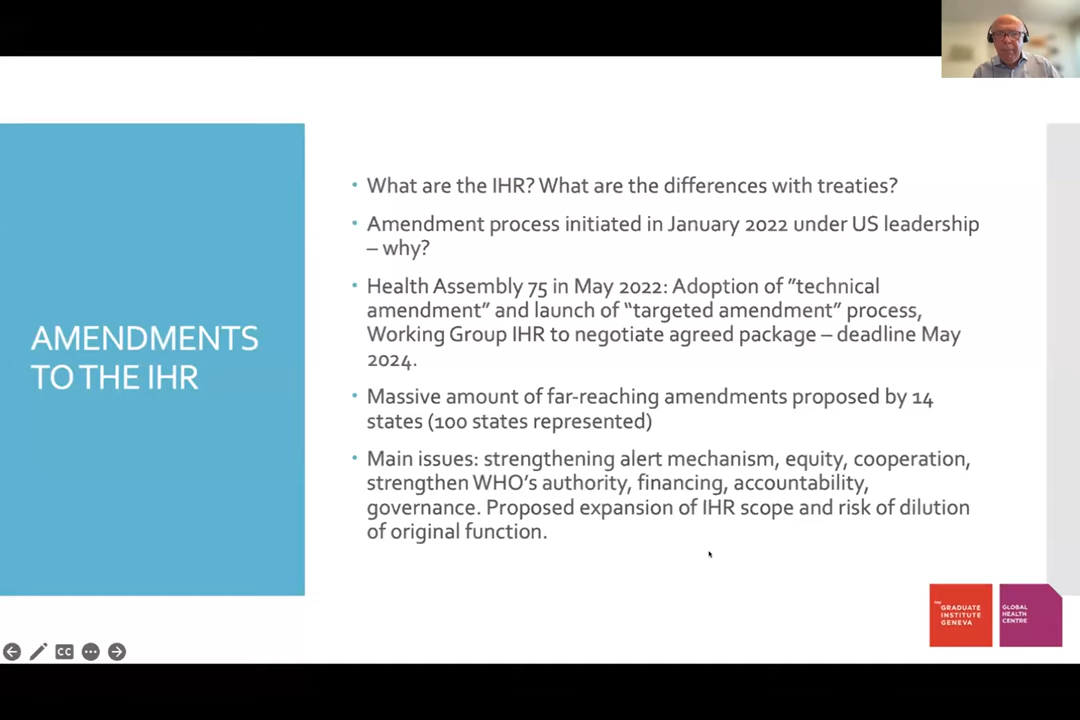 AMENDMENTS
TO THE IHR
• What are the IHR? What are the differences with treaties?
• Amendment process initiated in January 2022 under US leadership
– why?
• Health Assembly 75 in May 2022: Adoption of ”technical
amendment” and launch of “targeted amendment” process,
Working Group IHR to negotiate agreed package – deadline May
2024.
• Massive amount of far-reaching amendments proposed by 14
states (100 states represented)
• Main issues: strengthening alert mechanism, equity, cooperation,
strengthen WHO’s authority, financing, accountability,
governance. Proposed expansion of IHR scope and risk of dilution
of original function.
THE
GRADUATE
INSTITUTE
GENEVA
GLOBAL
HEALTH
CENTRE
CC